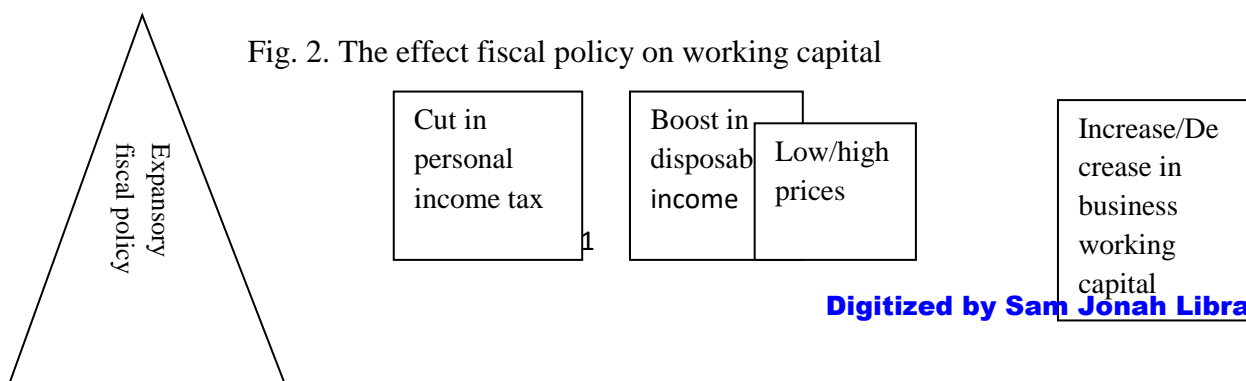 Fig. 2. The effect fiscal policy on working capital
Expansory
fiscal policy
Cut in
personal
income tax
1
Boost in
disposab
income
Low/high
prices
Increase/De
crease in
business
working
capital
Digitized by Sam Jonah Libra